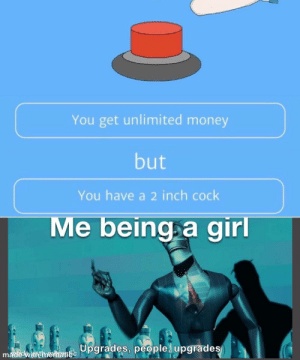 You get unlimited money
but
You have a 2 inch cock
Me being a girl
Upgrades, people, upgrades
made with mematic